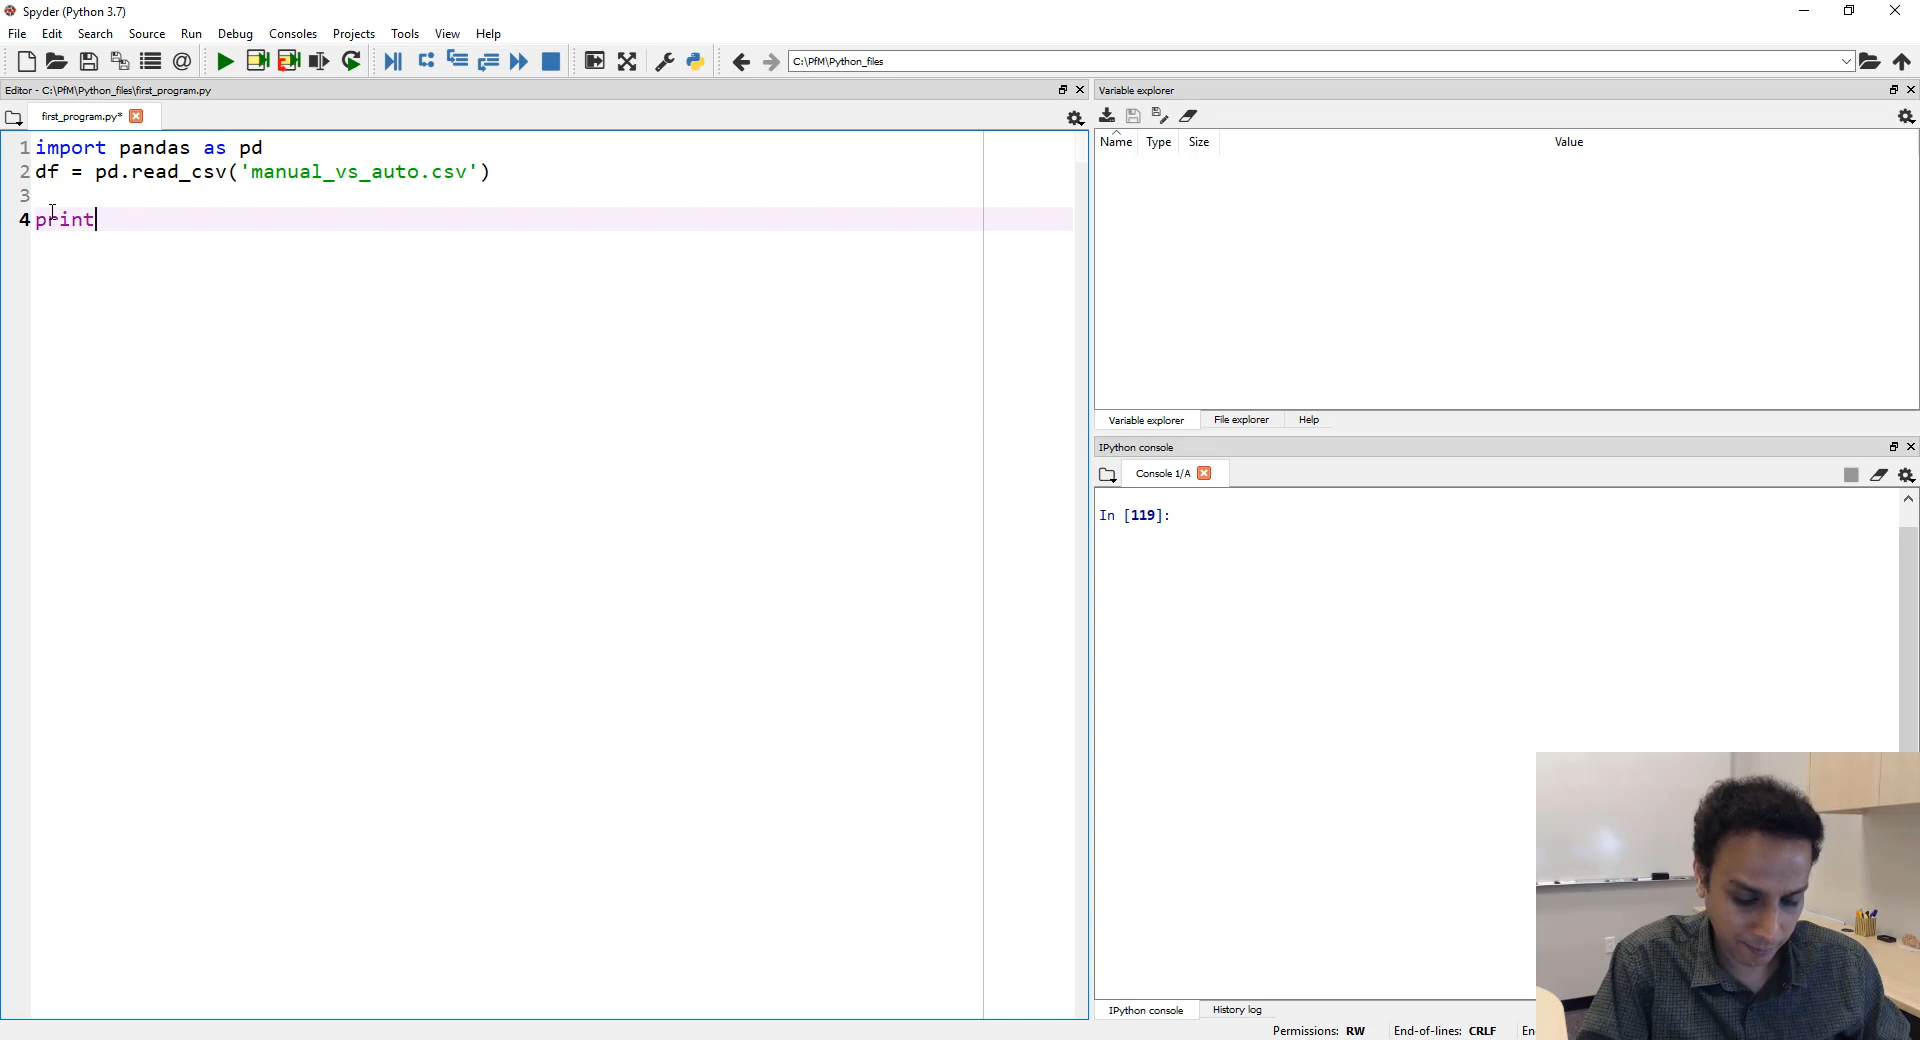 Spyder (Python 3.7)
File Edit Search Source Run Debug Consoles Projects Tools View Help
C:\PfM\Python_files
Editor - C:\PfM\Python_files\first_program.py
first_program.py*
1 import pandas as pd
2 df = pd.read_csv('manual_vs_auto.csv')
3
4 print
Variable explorer
Name Type Size Value
Variable explorer File explorer Help
IPython console
Console 1/A
In [119]:
IPython console History log
Permissions: RW End-of-lines: CRLF En